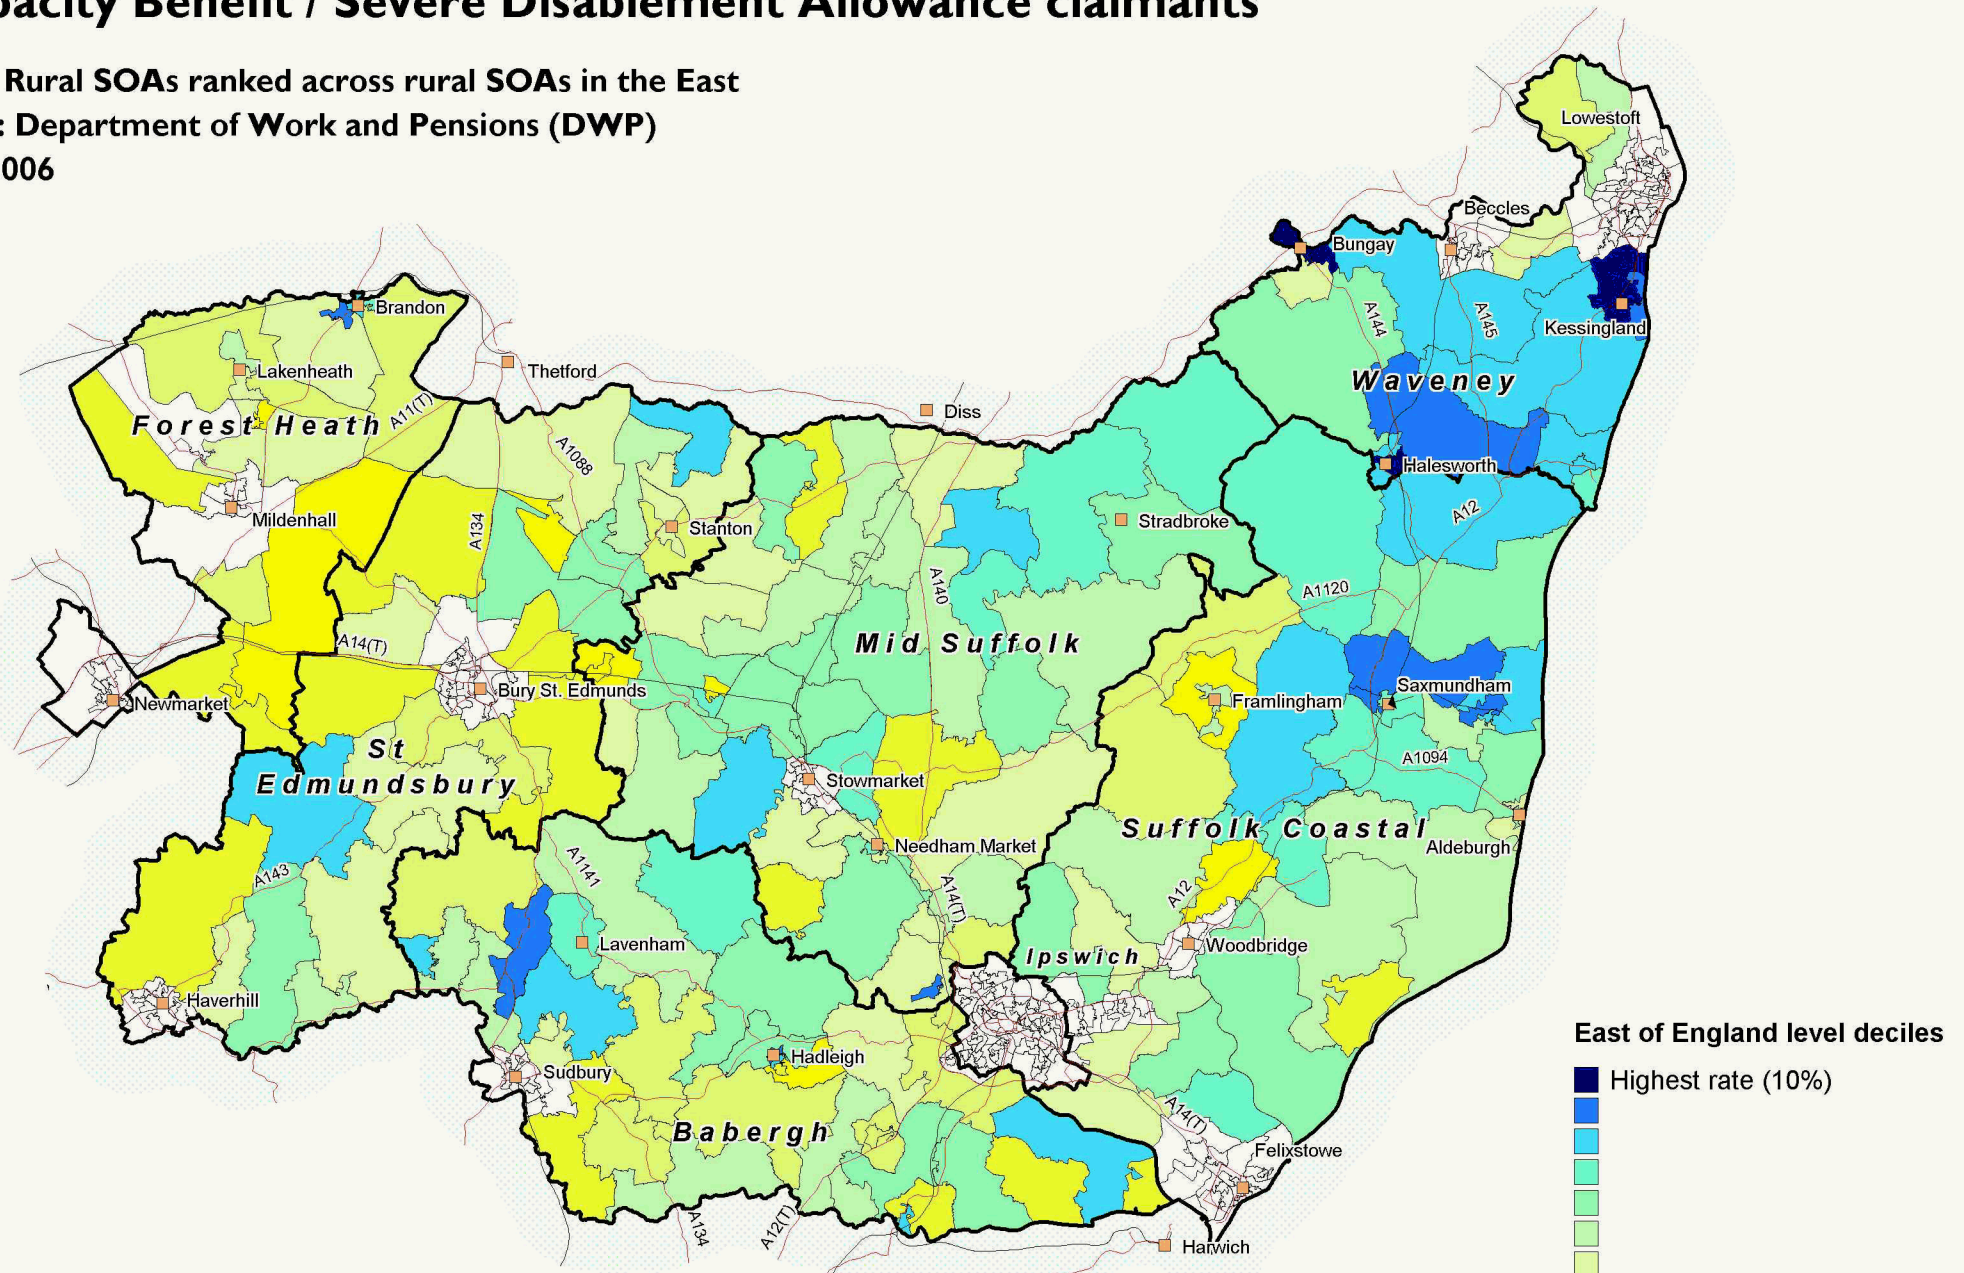 pacity Benefit / Severe Disablement Allowance claimants
Rural SOAs ranked across rural SOAs in the East
: Department of Work and Pensions (DWP)
006
Lowestoft
Beccles
Bungay
Brandon
Kessingland
A144
A145
Lakenheath
Thetford
Waveney
Diss
Forest Heath
A11(T)
A1088
Halesworth
Mildenhall
A134
Stanton
Stradbroke
A12
A140
A1120
A14(T)
Mid Suffolk
Newmarket
Bury St. Edmunds
Framlingham
Saxmundham
St
Edmundsbury
A1094
Stowmarket
Suffolk Coastal
Needham Market
Aldeburgh
A143
A1141
A14(T)
A12
Lavenham
Ipswich
Woodbridge
Haverhill
Hadleigh
Sudbury
East of England level deciles
Highest rate (10%)
Babergh
A14(T)
Felixstowe
A134
A12(T)
Harwich